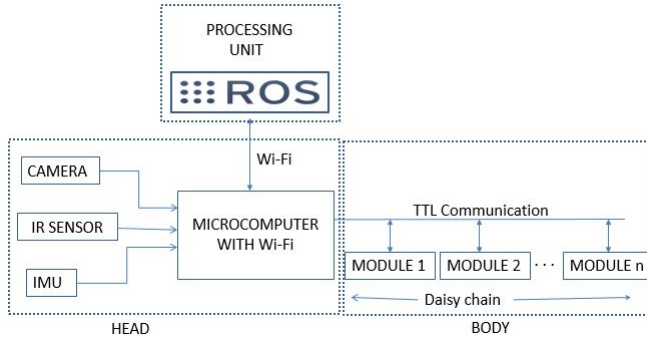 PROCESSING
UNIT
ROS
Wi-Fi
CAMERA
IR SENSOR
IMU
MICROCOMPUTER
WITH Wi-Fi
TTL Communication
MODULE 1
MODULE 2
...
MODULE n
Daisy chain
HEAD
BODY